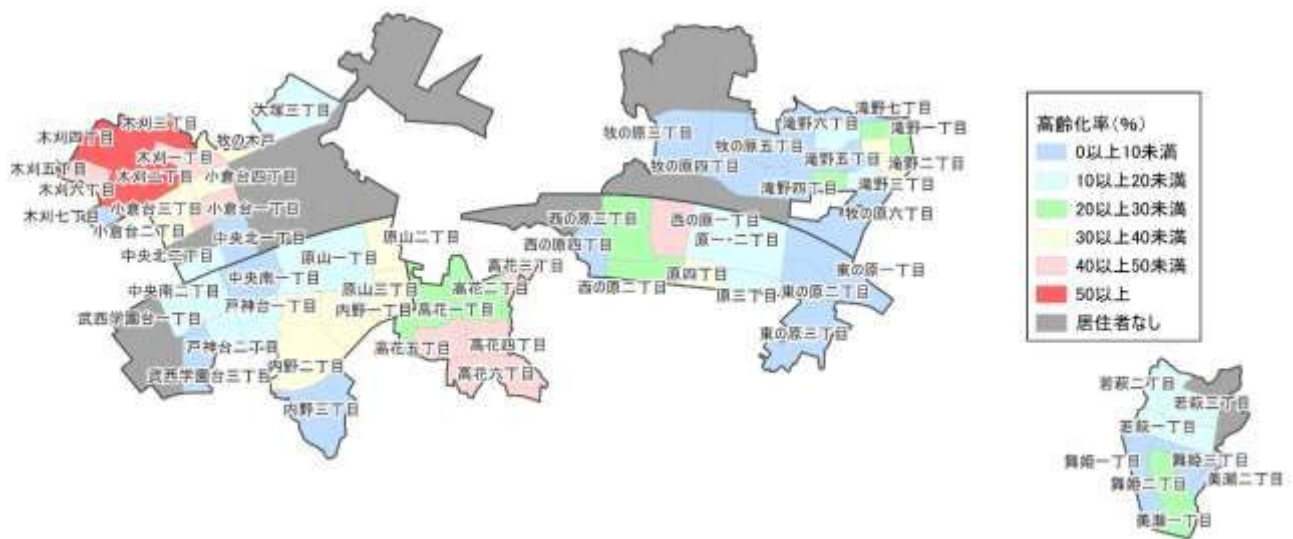 大塚三丁目
木刈三丁目
木刈四丁目
牧の木戸
木刈一丁目
木刈五丁目
木刈二丁目
小倉台四丁目
木刈六丁目
小倉台三丁目
小倉台一丁目
木刈七丁目
小倉台二丁目
中央北一丁目
中央北二丁目
原山二丁目
原山一丁目
中央南一丁目
中央南二丁目
原山三丁目
戸神台一丁目
内野一丁目
武西学園台一丁目
戸神台二丁目
武西学園台三丁目
内野二丁目
内野三丁目
高花三丁目
高花二丁目
高花一丁目
高花五丁目
高花四丁目
高花六丁目
滝野七丁目
滝野六丁目
滝野一丁目
牧の原三丁目
牧の原五丁目
滝野五丁目
牧の原四丁目
滝野二丁目
滝野四丁目
滝野三丁目
牧の原六丁目
西の原三丁目
西の原一丁目
西の原四丁目
原一・二丁目
原四丁目
東の原一丁目
西の原二丁目
原三丁目
東の原二丁目
東の原三丁目
高齢化率(%)
0以上10未満
10以上20未満
20以上30未満
30以上40未満
40以上50未満
50以上
居住者なし
若萩二丁目
若萩三丁目
若萩一丁目
舞姫一丁目
舞姫三丁目
舞姫二丁目
美瀬二丁目
美瀬一丁目